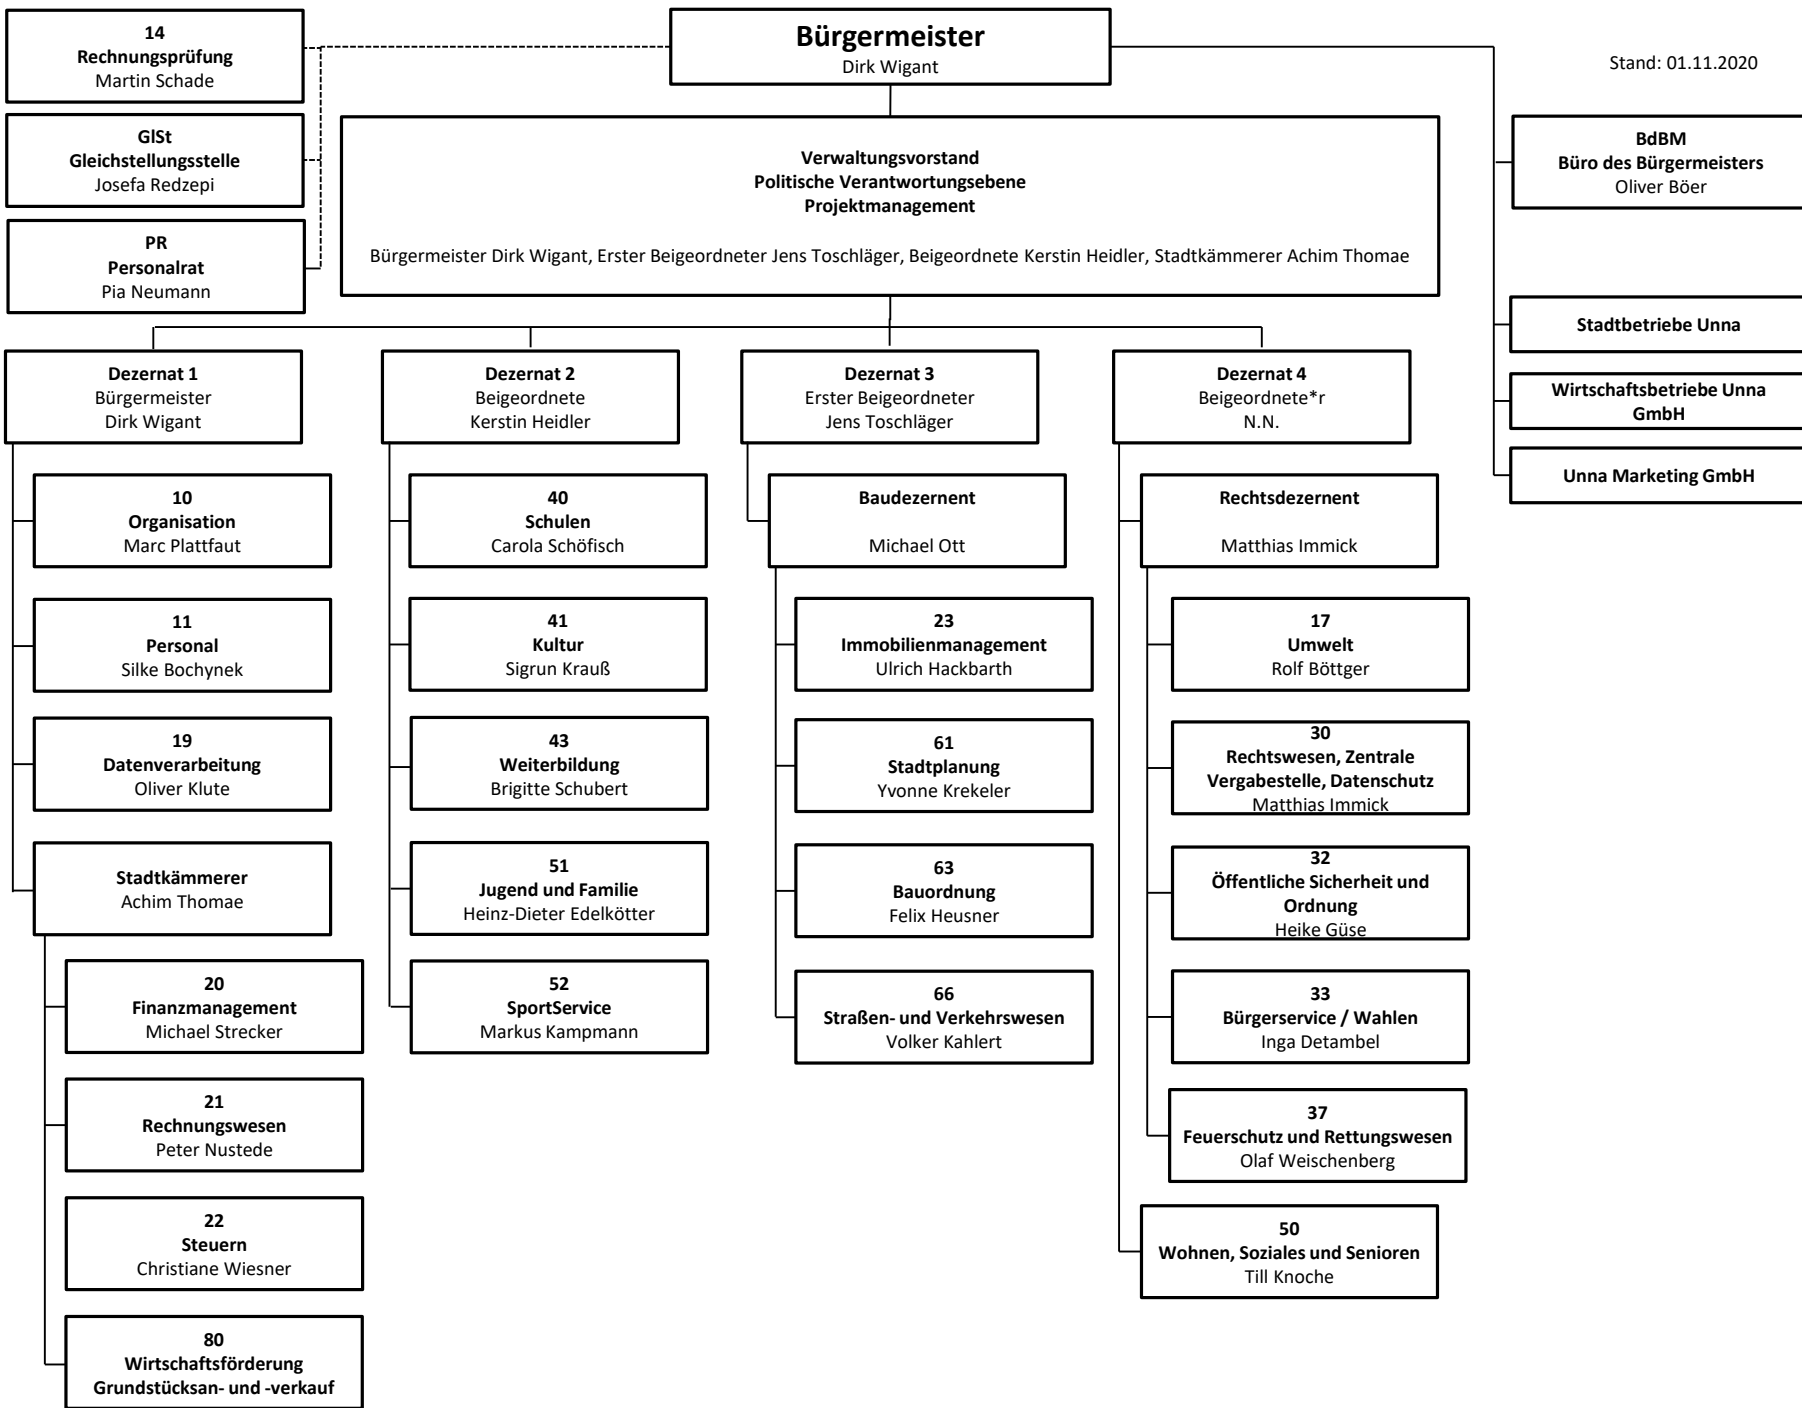 14
Rechnungsprüfung
Martin Schade
Bürgermeister
Dirk Wigant
Stand: 01.11.2020
GlSt
Gleichstellungsstelle
Josefa Redzepi
PR
Personalrat
Pia Neumann
Verwaltungsvorstand
Politische Verantwortungsebene
Projektmanagement
Bürgermeister Dirk Wigant, Erster Beigeordneter Jens Toschläger, Beigeordnete Kerstin Heidler, Stadtkämmerer Achim Thomae
BdBM
Büro des Bürgermeisters
Oliver Böer
Stadtbetriebe Unna
Wirtschaftsbetriebe Unna
GmbH
Unna Marketing GmbH
Dezernat 1
Bürgermeister
Dirk Wigant
10
Organisation
Marc Plattfaut
11
Personal
Silke Bochynek
19
Datenverarbeitung
Oliver Klute
Stadtkämmerer
Achim Thomae
20
Finanzmanagement
Michael Strecker
21
Rechnungswesen
Peter Nustede
22
Steuern
Christiane Wiesner
80
Wirtschaftsförderung
Grundstücksan- und -verkauf
Dezernat 2
Beigeordnete
Kerstin Heidler
40
Schulen
Carola Schöfisch
41
Kultur
Sigrun Krauß
43
Weiterbildung
Brigitte Schubert
51
Jugend und Familie
Heinz-Dieter Edelkötter
52
SportService
Markus Kampmann
Dezernat 3
Erster Beigeordneter
Jens Toschläger
Baudezernent
Michael Ott
23
Immobilienmanagement
Ulrich Hackbarth
61
Stadtplanung
Yvonne Krekeler
63
Bauordnung
Felix Heusner
66
Straßen- und Verkehrswesen
Volker Kahlert
Dezernat 4
Beigeordnete*r
N.N.
Rechtsdezernent
Matthias Immick
17
Umwelt
Rolf Böttger
30
Rechtswesen, Zentrale
Vergabestelle, Datenschutz
Matthias Immick
32
Öffentliche Sicherheit und
Ordnung
Heike Güse
33
Bürgerservice / Wahlen
Inga Detambel
37
Feuerschutz und Rettungswesen
Olaf Weischenberg
50
Wohnen, Soziales und Senioren
Till Knoche